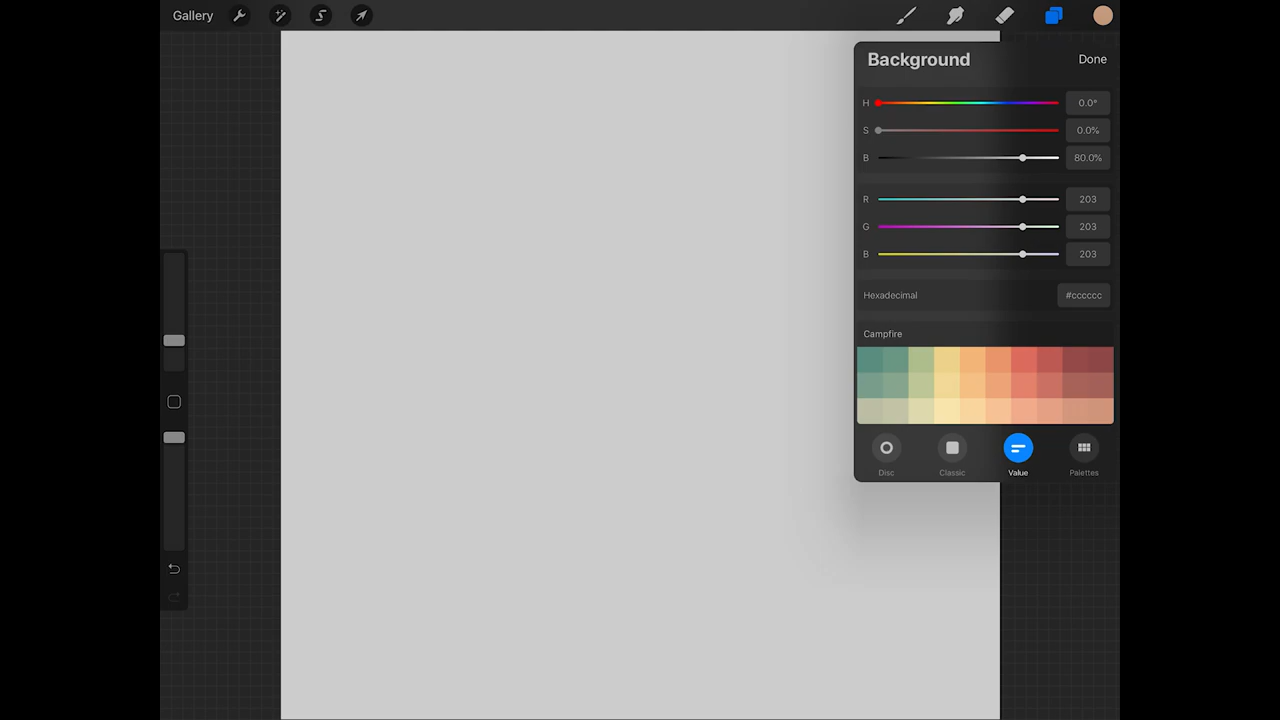 Gallery
Background Done
H 0.0°
S 0.0%
B 80.0%
R 203
G 203
B 203
Hexadecimal #cccccc
Campfire
Disc Classic Value Palettes